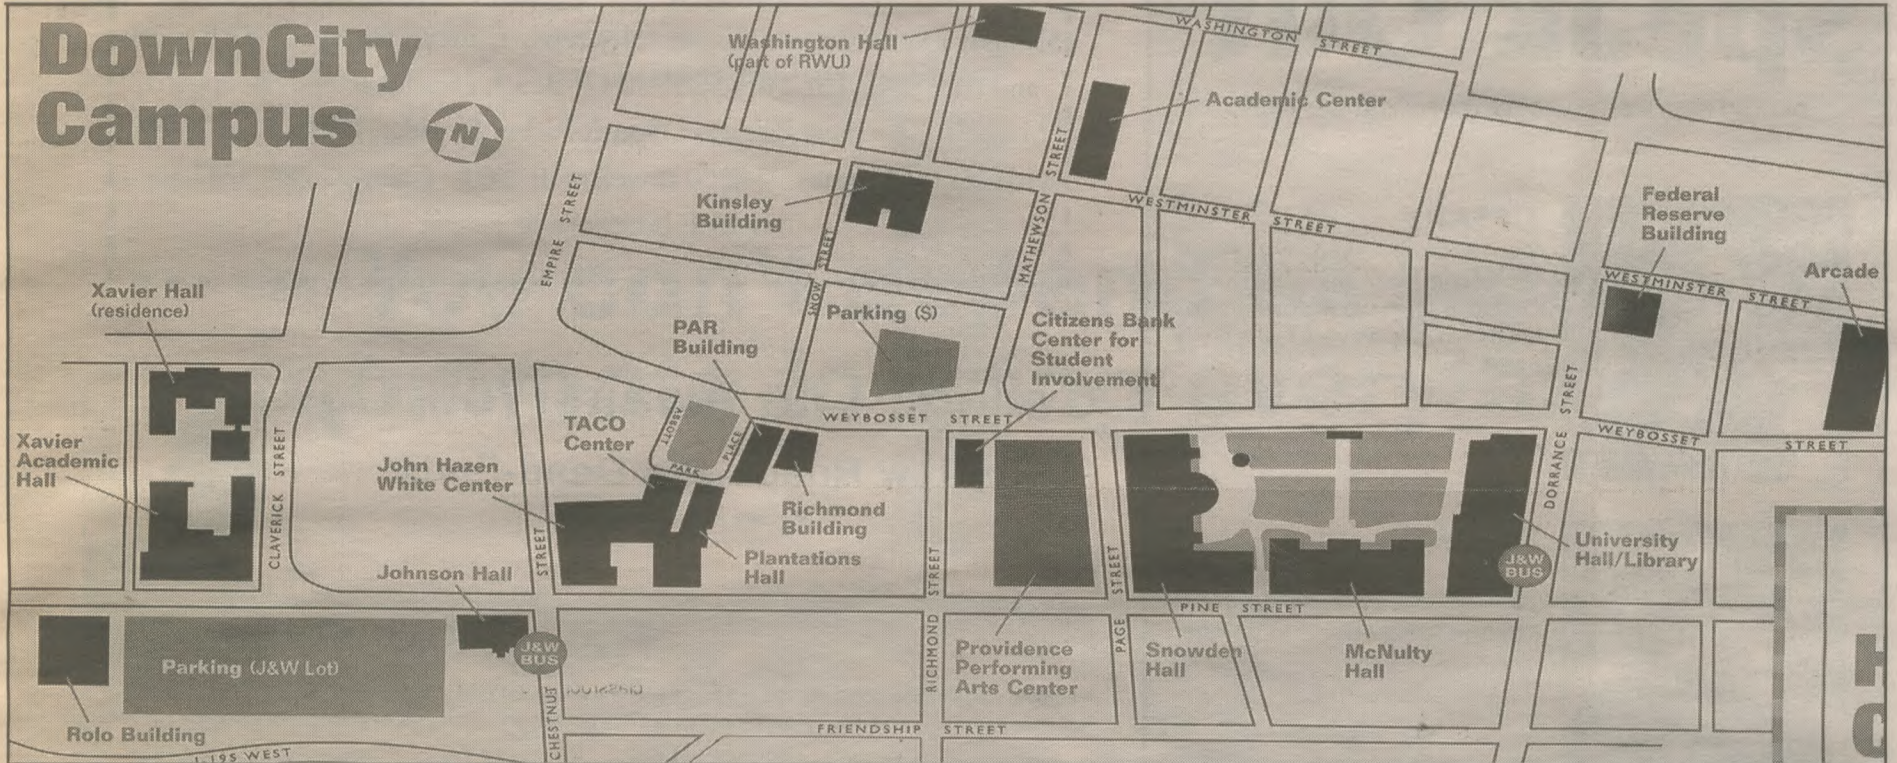 DownCity
Campus
N
Washington Hall
(part of RWU)
WASHINGTON STREET
Academic Center
EMPIRE STREET
Kinsley
Building
SNOW STREET
MATHEWSON STREET
WESTMINSTER STREET
Federal
Reserve
Building
WESTMINSTER STREET
Arcade
Xavier Hall
(residence)
PAR
Building
Parking ($)
Citizens Bank
Center for
Student
Involvement
WEYBOSSET STREET
WEYBOSSET STREET
Xavier
Academic
Hall
CLAVERICK STREET
TACO
Center
ABBOTT
PARK
PLACE
John Hazen
White Center
Richmond
Building
Plantations
Hall
Johnson Hall
DORRANCE STREET
University
Hall/Library
J&W
BUS
PINE STREET
Parking (J&W Lot)
J&W
BUS
CHESTNUT STREET
RICHMOND STREET
PAGE STREET
Providence
Performing
Arts Center
Snowden
Hall
McNulty
Hall
Rolo Building
FRIENDSHIP STREET
I-195 WEST